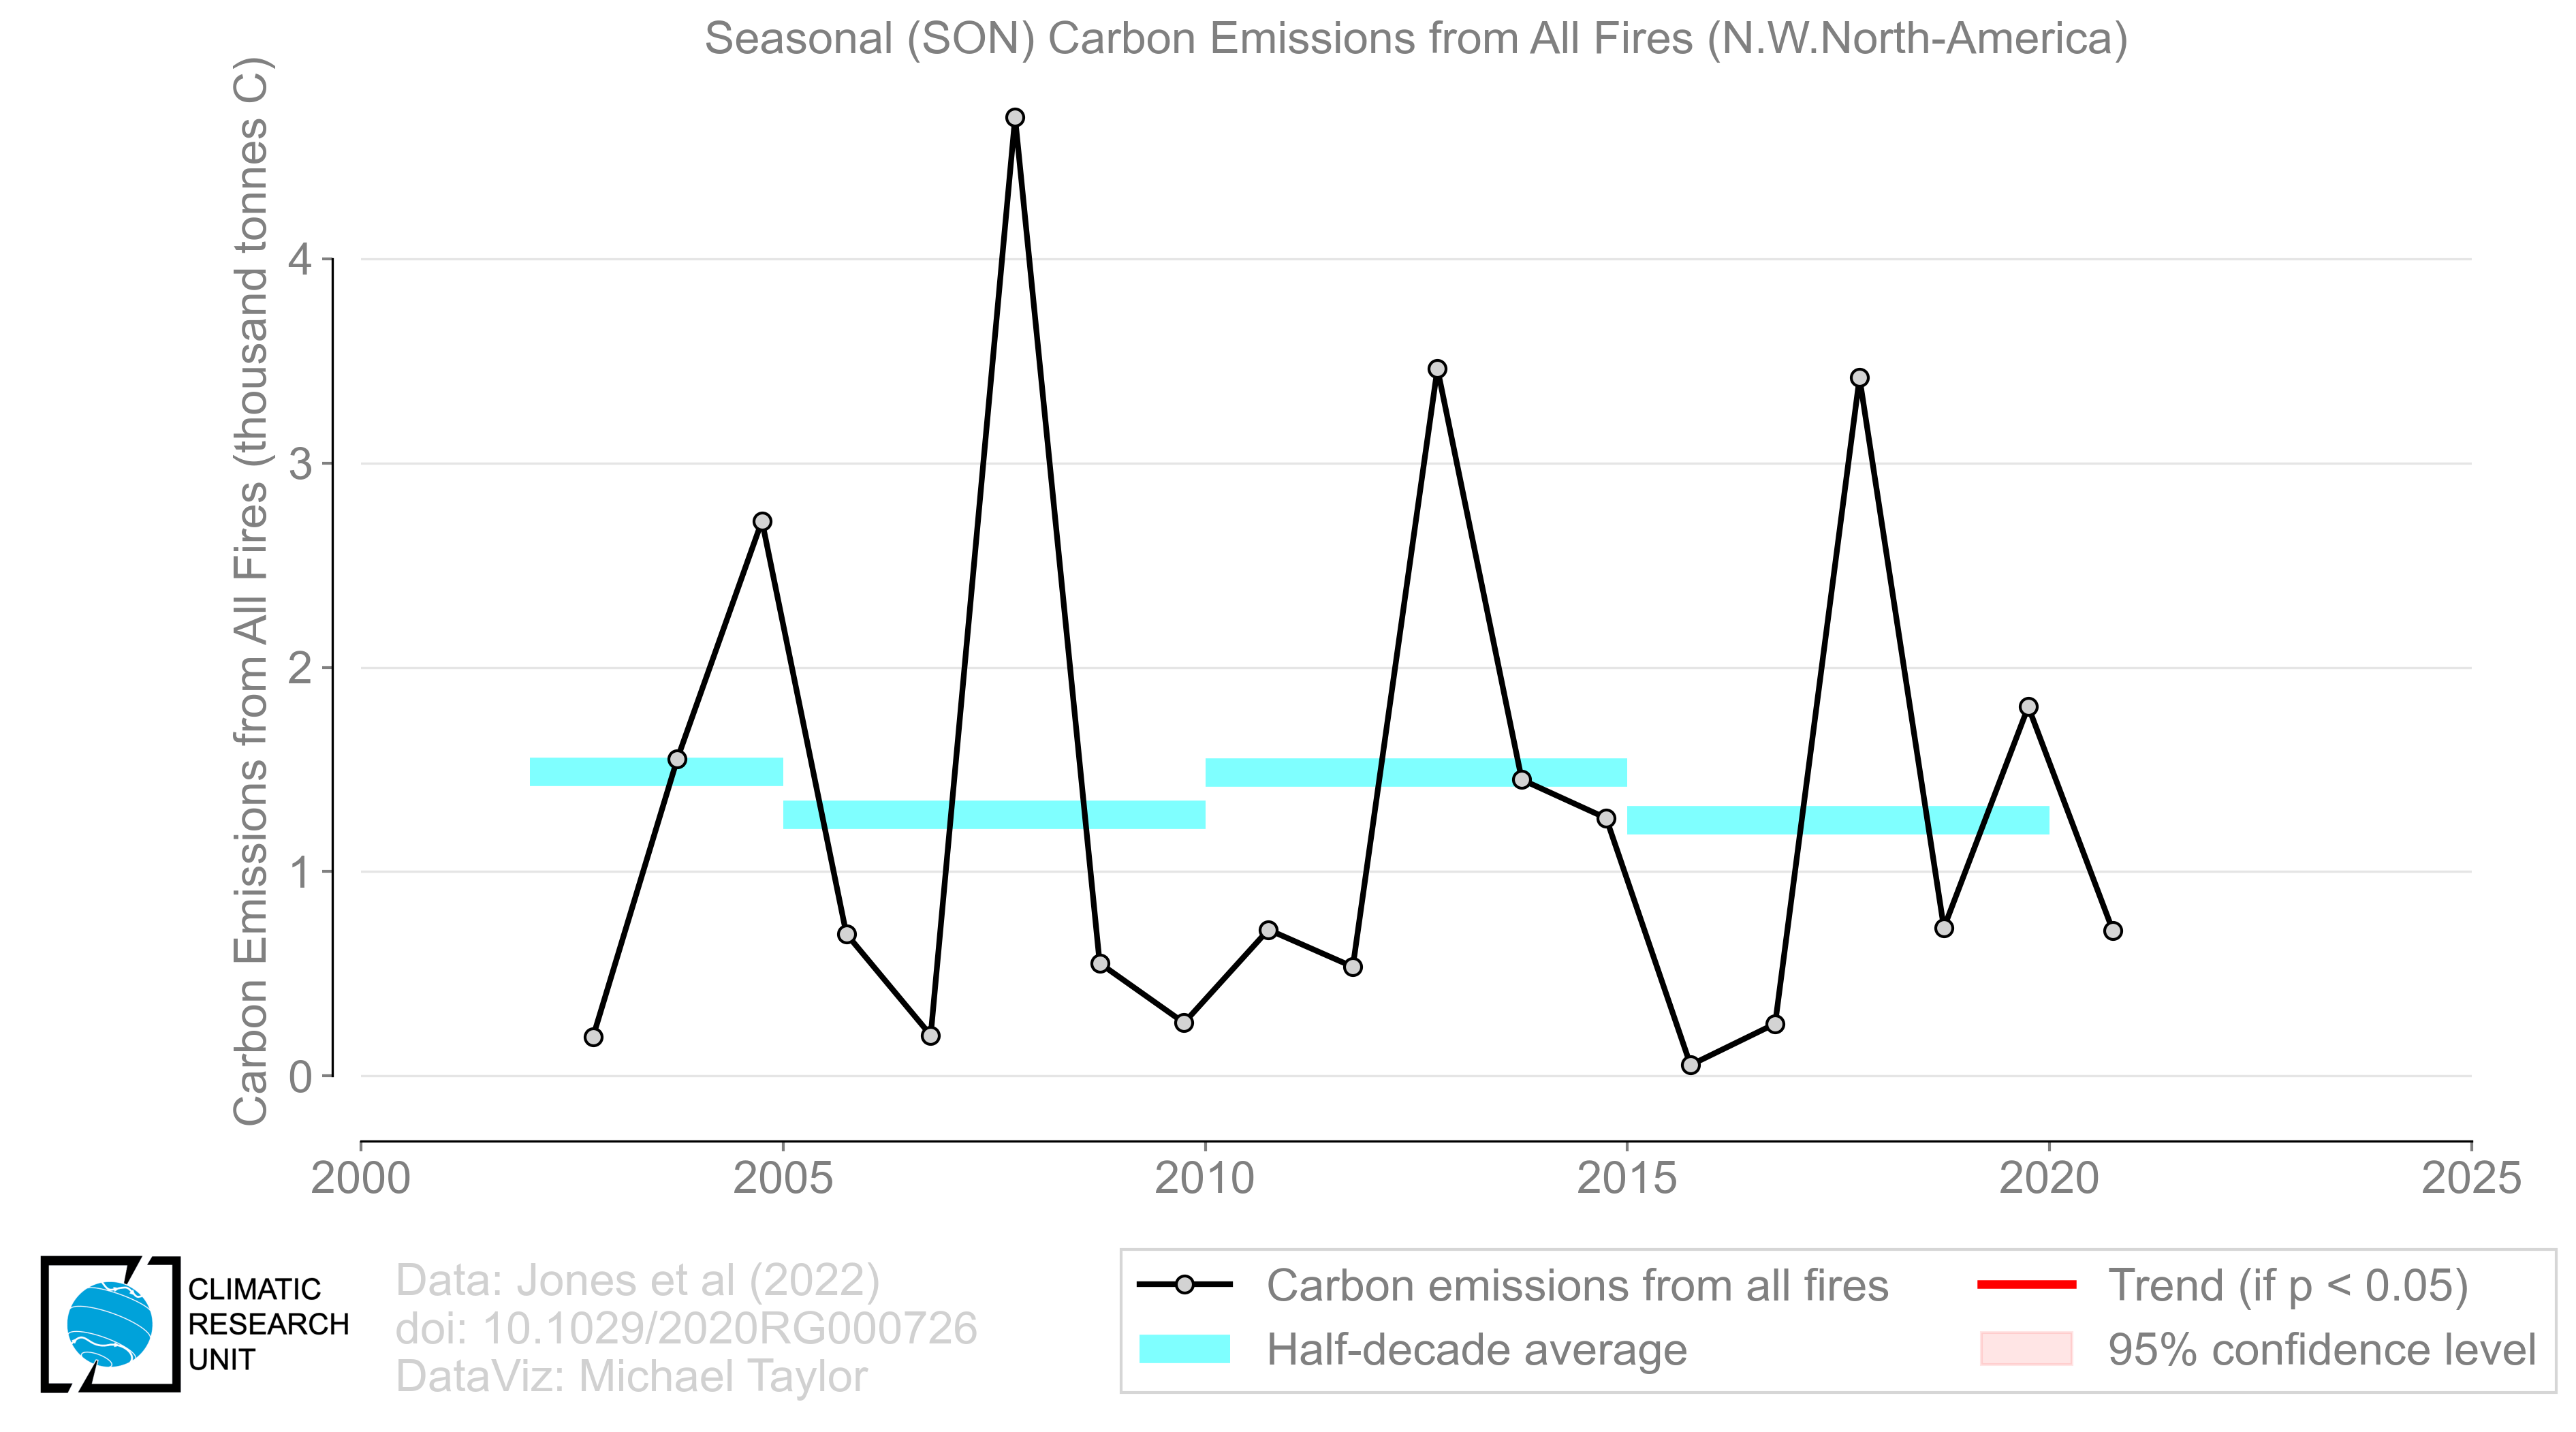 Seasonal (SON) Carbon Emissions from All Fires (N.W.North-America)
Carbon Emissions from All Fires (thousand tonnes C)
4
3
2
1
0
2000
2005
2010
2015
2020
2025
CLIMATIC
RESEARCH
UNIT
Data: Jones et al (2022)
doi: 10.1029/2020RG000726
DataViz: Michael Taylor
Carbon emissions from all fires
Half-decade average
Trend (if p < 0.05)
95% confidence level